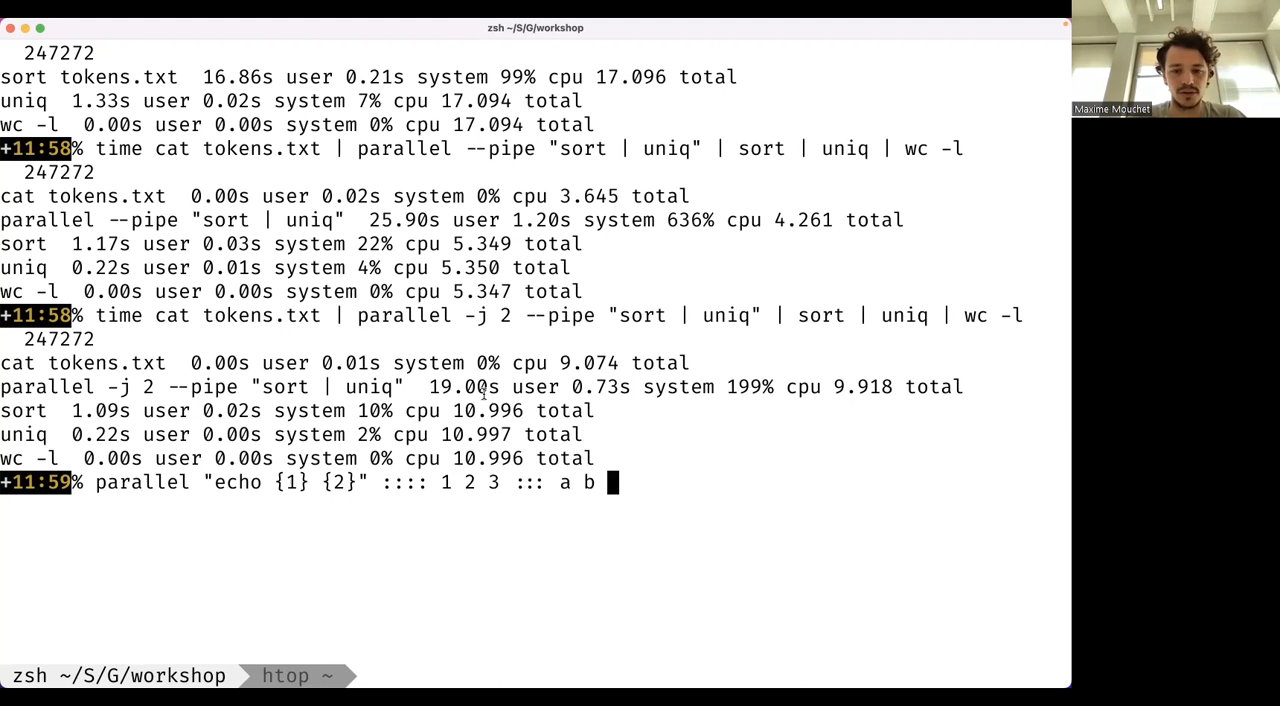 zsh ~/S/G/workshop
247272
sort tokens.txt  16.86s user 0.21s system 99% cpu 17.096 total
uniq  1.33s user 0.02s system 7% cpu 17.094 total
wc -l  0.00s user 0.00s system 0% cpu 17.094 total
+11:58% time cat tokens.txt | parallel --pipe "sort | uniq" | sort | uniq | wc -l
247272
cat tokens.txt  0.00s user 0.02s system 0% cpu 3.645 total
parallel --pipe "sort | uniq"  25.90s user 1.20s system 636% cpu 4.261 total
sort  1.17s user 0.03s system 22% cpu 5.349 total
uniq  0.22s user 0.01s system 4% cpu 5.350 total
wc -l  0.00s user 0.00s system 0% cpu 5.347 total
+11:58% time cat tokens.txt | parallel -j 2 --pipe "sort | uniq" | sort | uniq | wc -l
247272
cat tokens.txt  0.00s user 0.01s system 0% cpu 9.074 total
parallel -j 2 --pipe "sort | uniq"  19.00s user 0.73s system 199% cpu 9.918 total
sort  1.09s user 0.02s system 10% cpu 10.996 total
uniq  0.22s user 0.00s system 2% cpu 10.997 total
wc -l  0.00s user 0.00s system 0% cpu 10.996 total
+11:59% parallel "echo {1} {2}" :::: 1 2 3 ::: a b
zsh ~/S/G/workshop
htop ~
Maxime Mouchet